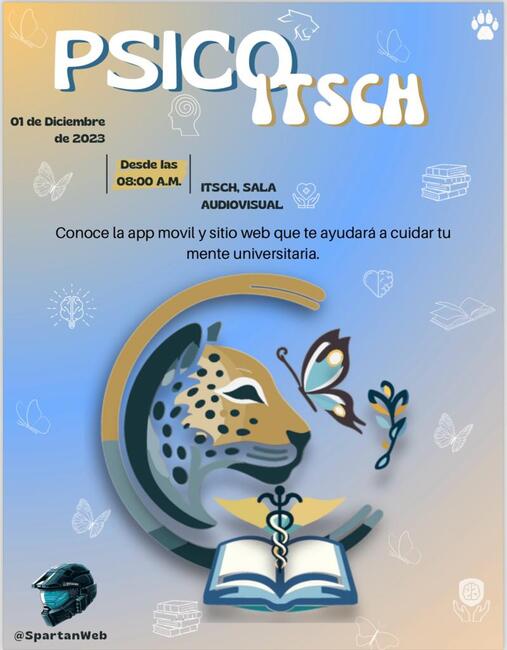 PSICO
ITSCH
01 de Diciembre
de 2023
Desde las
08:00 A.M.
ITSCH, SALA
AUDIOVISUAL
Conoce la app movil y sitio web que te ayudará a cuidar tu
mente universitaria.
@SpartanWeb